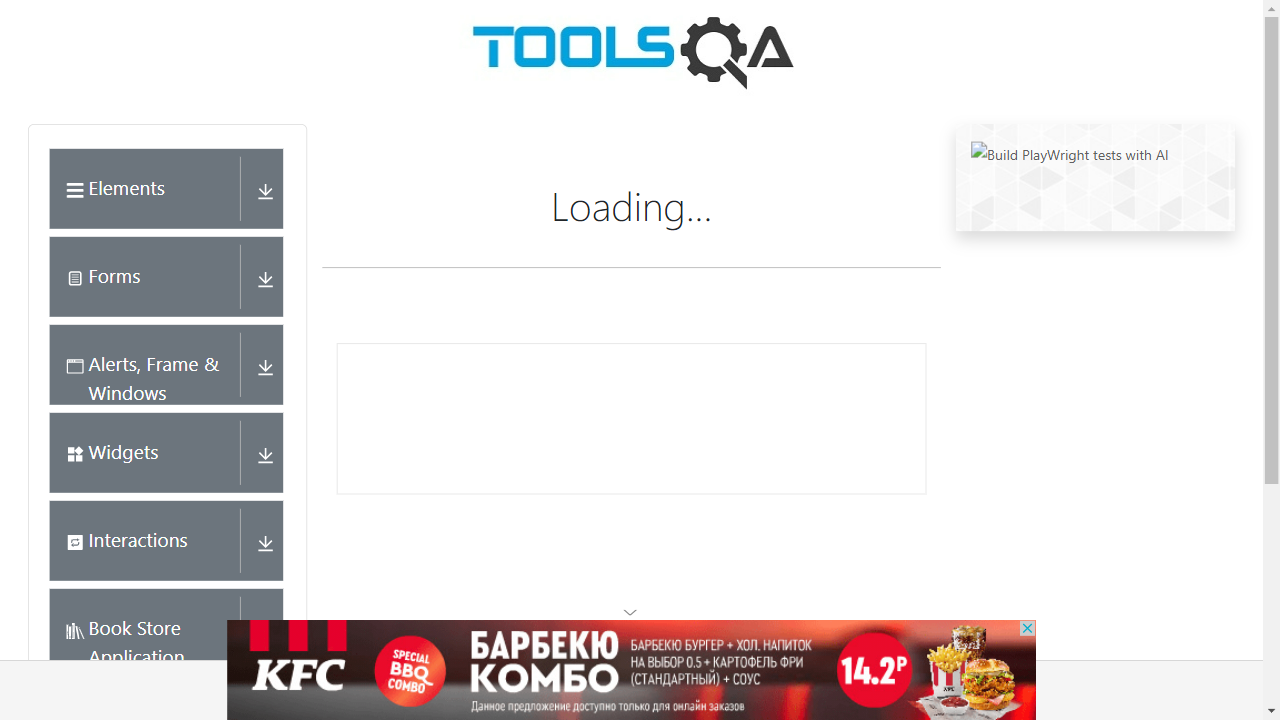 TOOLSQA
Elements
Forms
Alerts, Frame &
Windows
Widgets
Interactions
Book Store
Application
Loading...
Build PlayWright tests with AI
KFC
SPECIAL
BBQ
COMBO
БАРБЕКЮ
КОМБО
БАРБЕКЮ БУРГЕР + ХОЛ. НАПИТОК
НА ВЫБОР 0.5 + КАРТОФЕЛЬ ФРИ
(СТАНДАРТНЫЙ) + СОУС
Данное предложение доступно только для онлайн заказов
14.2Р